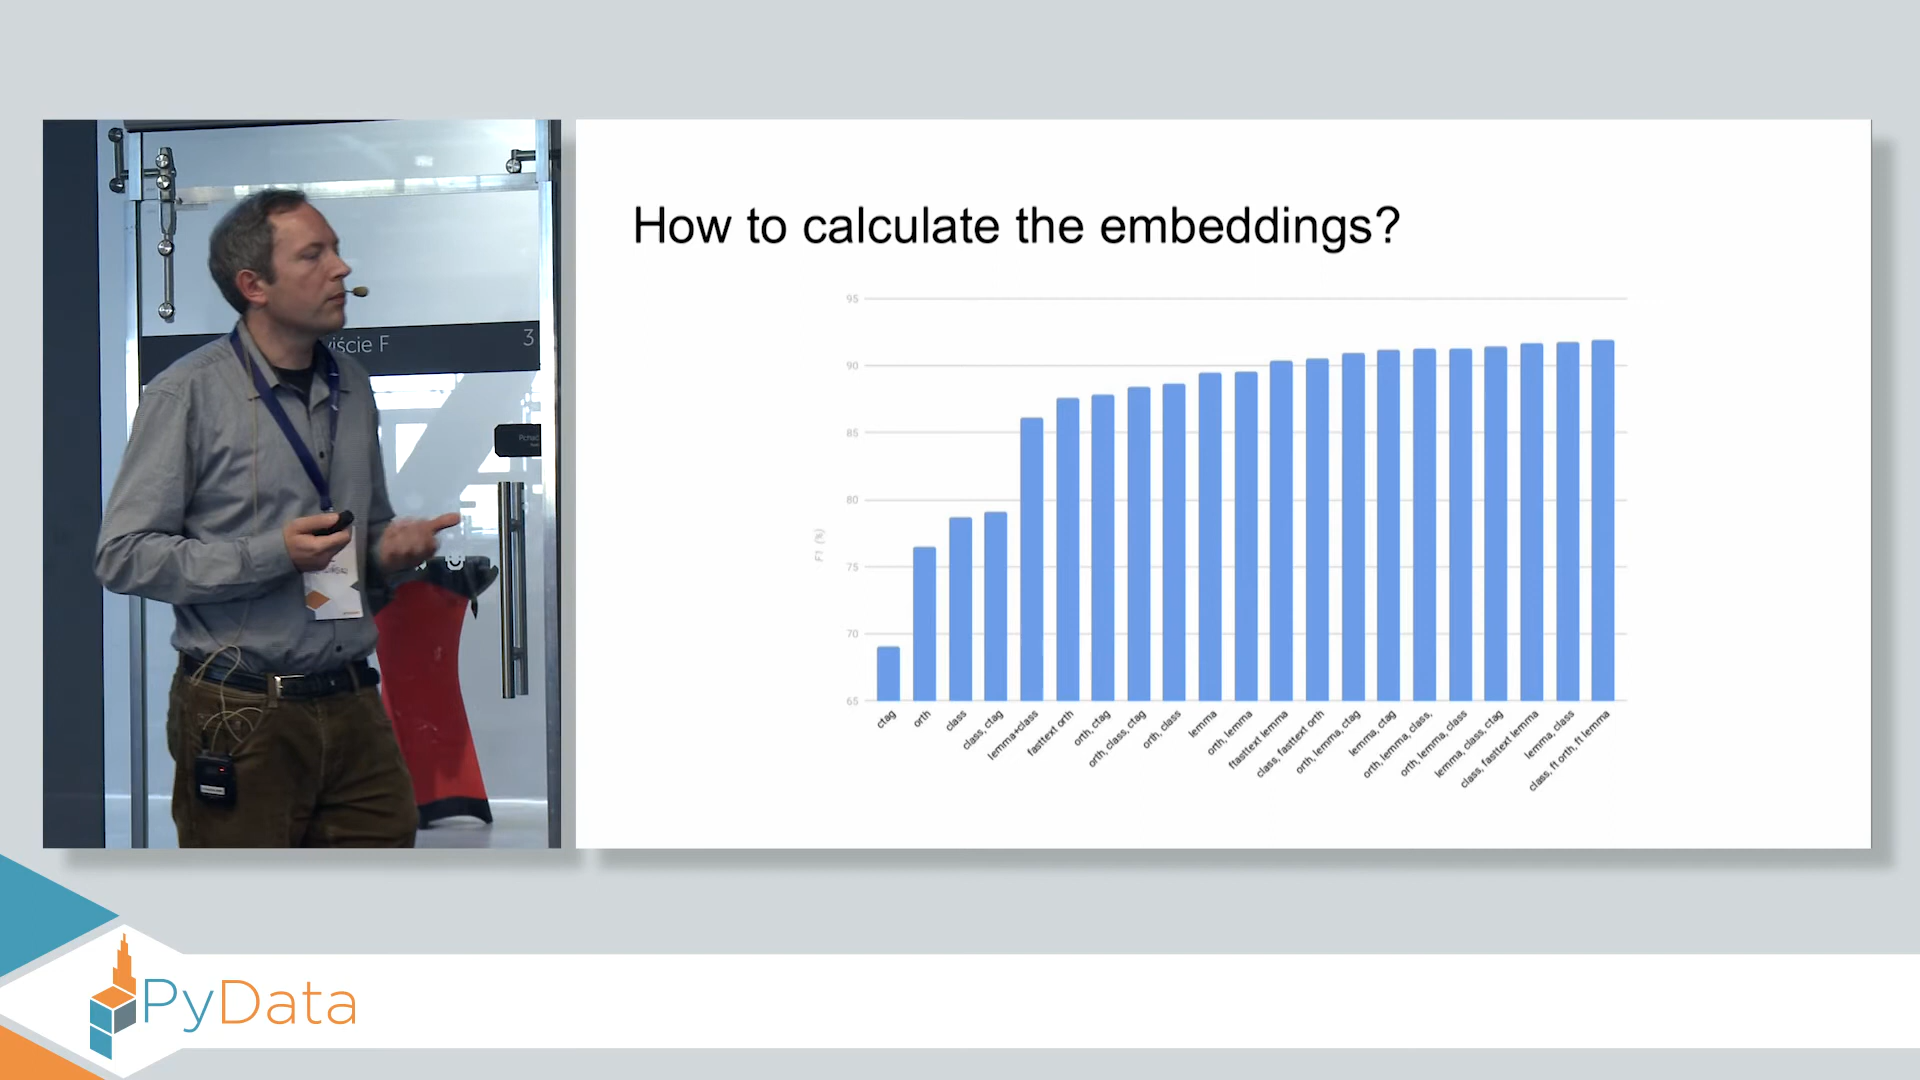 How to calculate the embeddings?
95
90
85
80
75
70
65
F1 (%)
ctag
orth
class
class, ctag
lemma+class
fasttext orth
orth, ctag
orth, class, ctag
orth, class
lemma
orth, lemma
ftasttext lemma
class, fasttext orth
orth, lemma, ctag
lemma, ctag
orth, lemma, class,
orth, lemma, class
lemma, class, ctag
class, fasttext lemma
lemma, class
class, ft orth, ft lemma
iście F
3
PyData